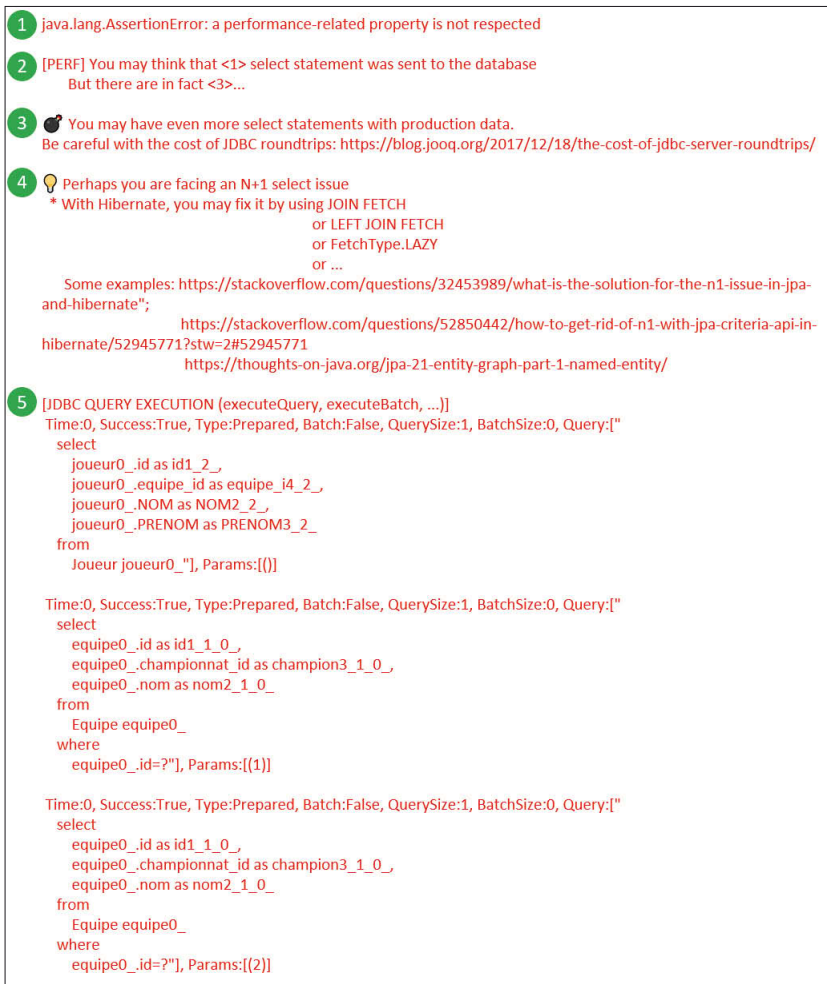 1 java.lang.AssertionError: a performance-related property is not respected
2 [PERF] You may think that <1> select statement was sent to the database
But there are in fact <3>...
3 💣 You may have even more select statements with production data.
Be careful with the cost of JDBC roundtrips: https://blog.jooq.org/2017/12/18/the-cost-of-jdbc-server-roundtrips/
4 💡 Perhaps you are facing an N+1 select issue
* With Hibernate, you may fix it by using JOIN FETCH
or LEFT JOIN FETCH
or FetchType.LAZY
or ...
Some examples: https://stackoverflow.com/questions/32453989/what-is-the-solution-for-the-n1-issue-in-jpa-
and-hibernate";
https://stackoverflow.com/questions/52850442/how-to-get-rid-of-n1-with-jpa-criteria-api-in-
hibernate/52945771?stw=2#52945771
https://thoughts-on-java.org/jpa-21-entity-graph-part-1-named-entity/
5 [JDBC QUERY EXECUTION (executeQuery, executeBatch, ...)]
Time:0, Success:True, Type:Prepared, Batch:False, QuerySize:1, BatchSize:0, Query:["
select
joueur0_.id as id1_2_,
joueur0_.equipe_id as equipe_i4_2_,
joueur0_.NOM as NOM2_2_,
joueur0_.PRENOM as PRENOM3_2_
from
Joueur joueur0_"], Params:[()]
Time:0, Success:True, Type:Prepared, Batch:False, QuerySize:1, BatchSize:0, Query:["
select
equipe0_.id as id1_1_0_,
equipe0_.championnat_id as champion3_1_0_,
equipe0_.nom as nom2_1_0_
from
Equipe equipe0_
where
equipe0_.id=?"], Params:[(1)]
Time:0, Success:True, Type:Prepared, Batch:False, QuerySize:1, BatchSize:0, Query:["
select
equipe0_.id as id1_1_0_,
equipe0_.championnat_id as champion3_1_0_,
equipe0_.nom as nom2_1_0_
from
Equipe equipe0_
where
equipe0_.id=?"], Params:[(2)]